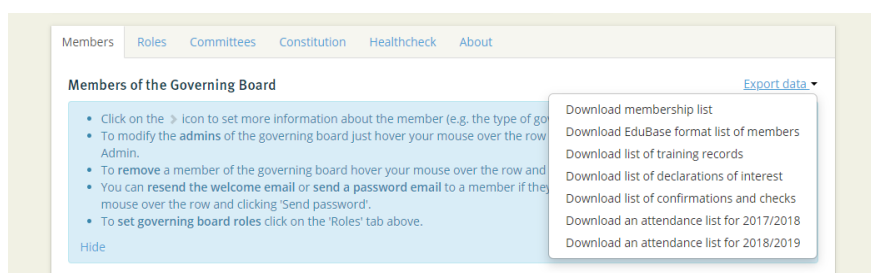 Members Roles Committees Constitution Healthcheck About
Members of the Governing Board
Export data
Click on the icon to set more information about the member (e.g. the type of
To modify the admins of the governing board just hover your mouse over the row
Admin.
To remove a member of the governing board hover your mouse over the row and
You can resend the welcome email or send a password email to a member if they
mouse over the row and clicking 'Send password'.
To set governing board roles click on the 'Roles' tab above.
Hide
Download membership list
Download EduBase format list of members
Download list of training records
Download list of declarations of interest
Download list of confirmations and checks
Download an attendance list for 2017/2018
Download an attendance list for 2018/2019